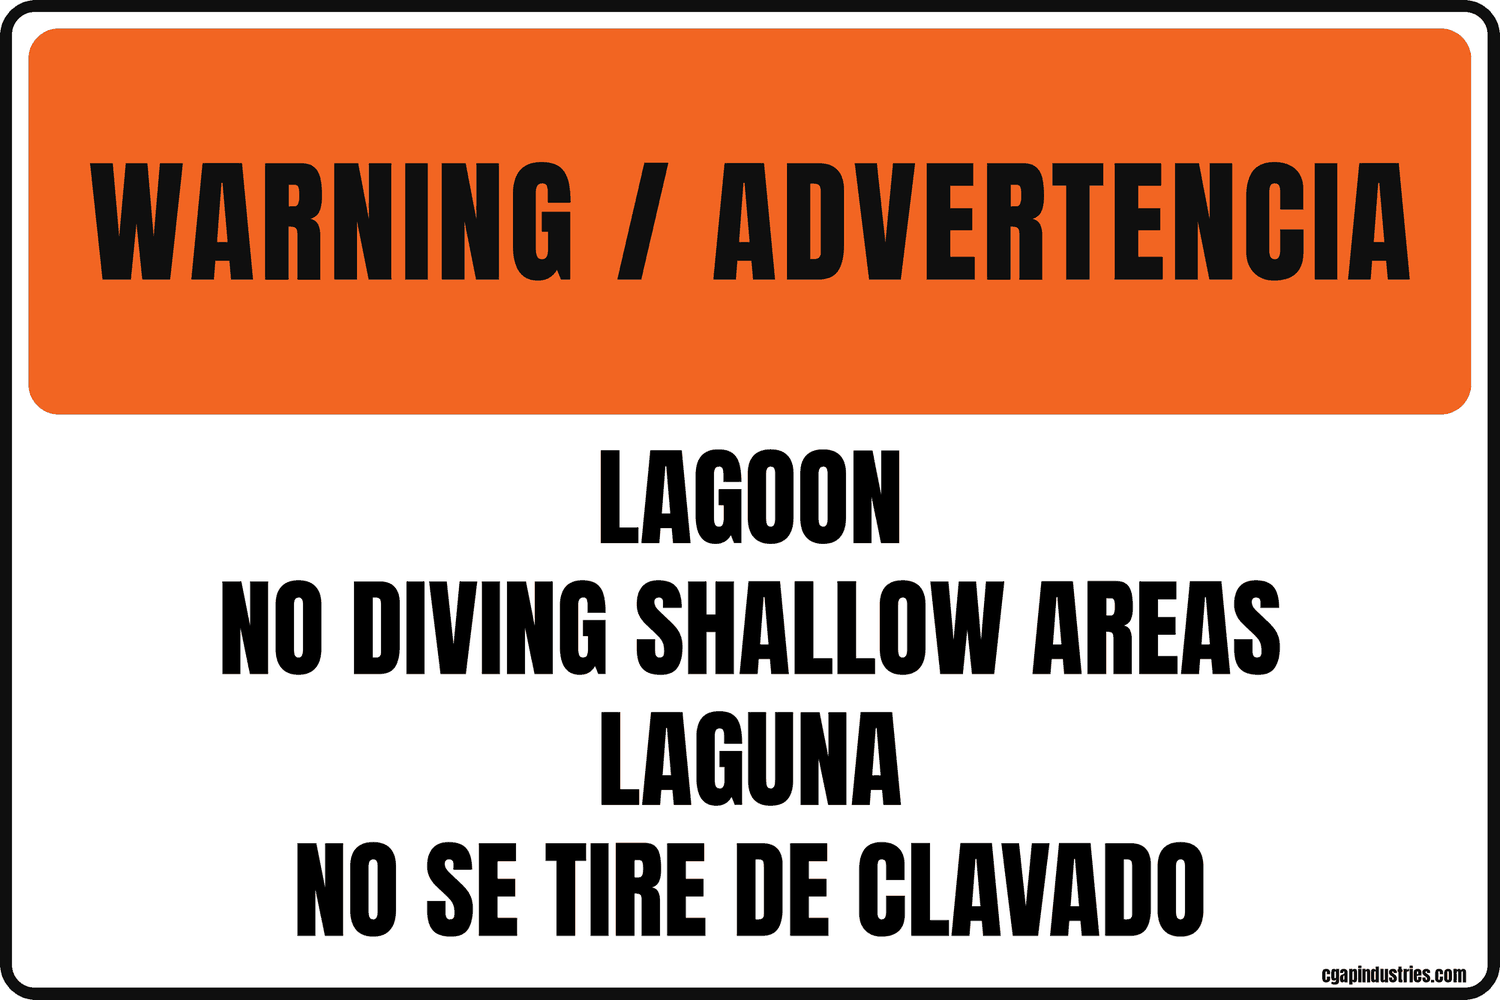 WARNING / ADVERTENCIA
LAGOON
NO DIVING SHALLOW AREAS
LAGUNA
NO SE TIRE DE CLAVADO
cgapindustries.com